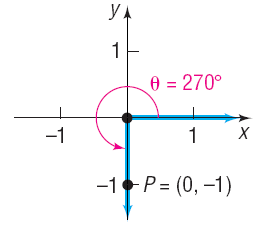 y
1
θ = 270°
–1
1
x
–1
P = (0, –1)